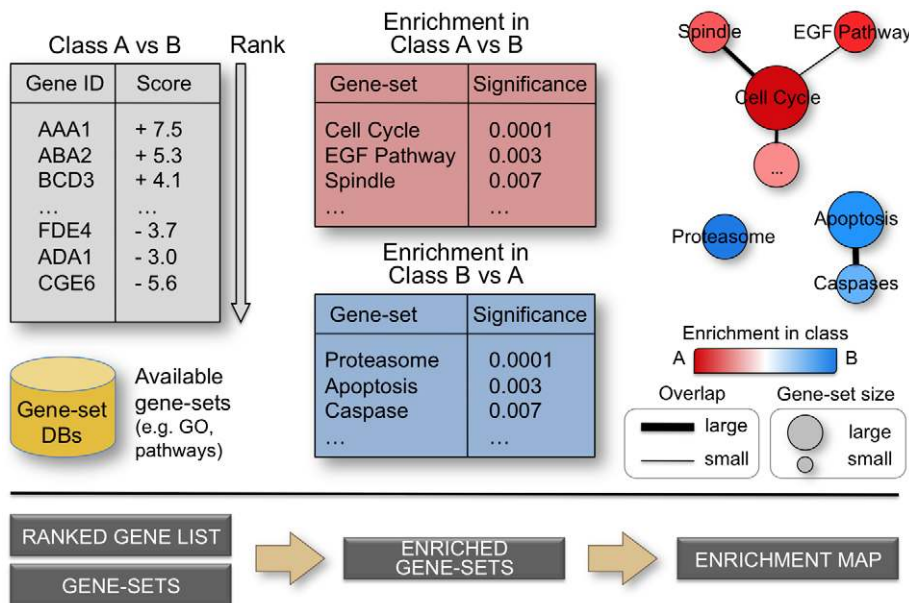 Class A vs B
Rank
Gene ID Score
AAA1 + 7.5
ABA2 + 5.3
BCD3 + 4.1
... ...
FDE4 - 3.7
ADA1 - 3.0
CGE6 - 5.6
Gene-set
DBs
Available
gene-sets
(e.g. GO,
pathways)
Enrichment in
Class A vs B
Gene-set Significance
Cell Cycle 0.0001
EGF Pathway 0.003
Spindle 0.007
... ...
Enrichment in
Class B vs A
Gene-set Significance
Proteasome 0.0001
Apoptosis 0.003
Caspase 0.007
... ...
Spindle
EGF Pathway
Cell Cycle
...
Proteasome
Apoptosis
Caspases
Enrichment in class
A B
Overlap
large
small
Gene-set size
large
small
RANKED GENE LIST
GENE-SETS
ENRICHED
GENE-SETS
ENRICHMENT MAP